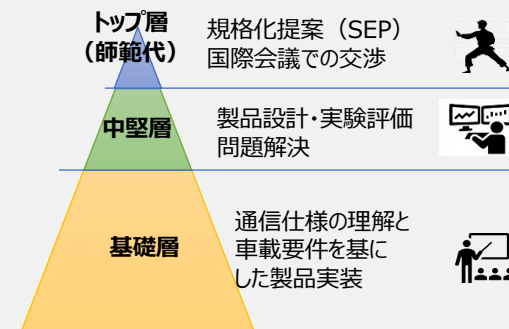 トップ層
（師範代）
規格化提案（SEP）
国際会議での交渉
中堅層
製品設計・実験評価
問題解決
基礎層
通信仕様の理解と
車載要件を基に
した製品実装